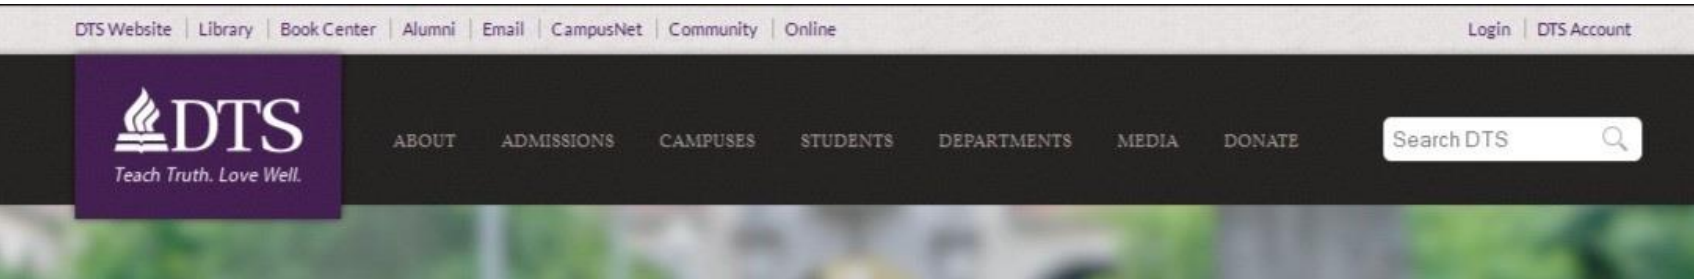 DTS Website | Library | Book Center | Alumni | Email | CampusNet | Community | Online
Login | DTS Account
DTS
Teach Truth. Love Well.
ABOUT ADMISSIONS CAMPUSES STUDENTS DEPARTMENTS MEDIA DONATE
Search DTS